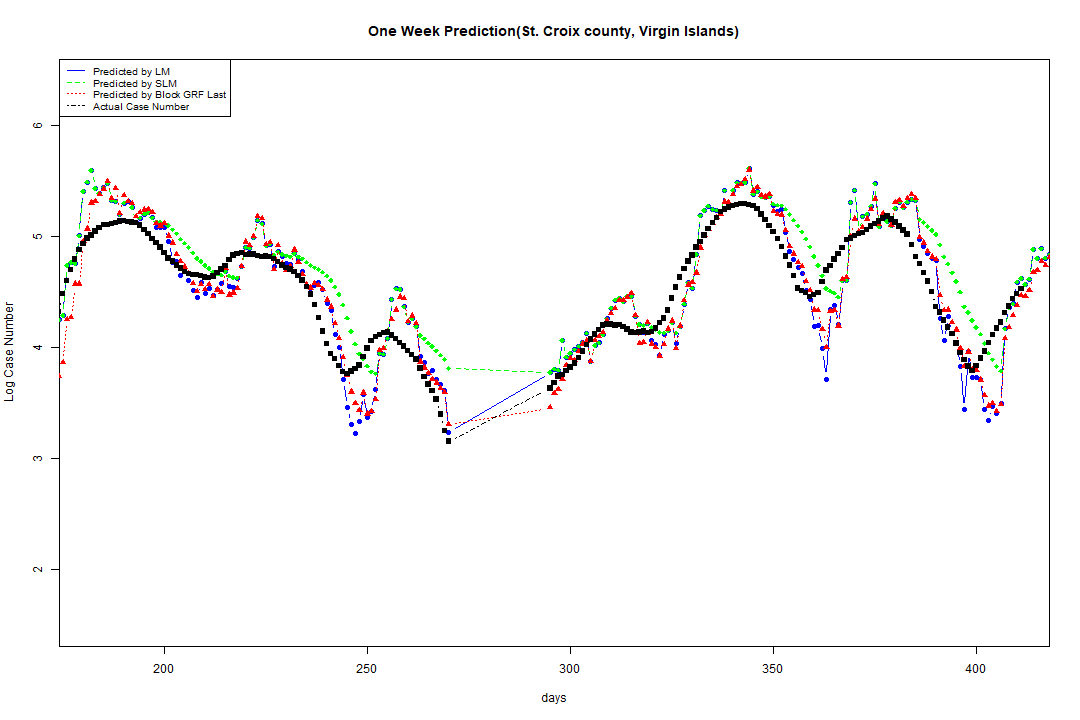 One Week Prediction(St. Croix county, Virgin Islands)
Predicted by LM
Predicted by SLM
Predicted by Block GRF Last
Actual Case Number
Log Case Number
6
5
4
3
2
200 250 300 350 400
days